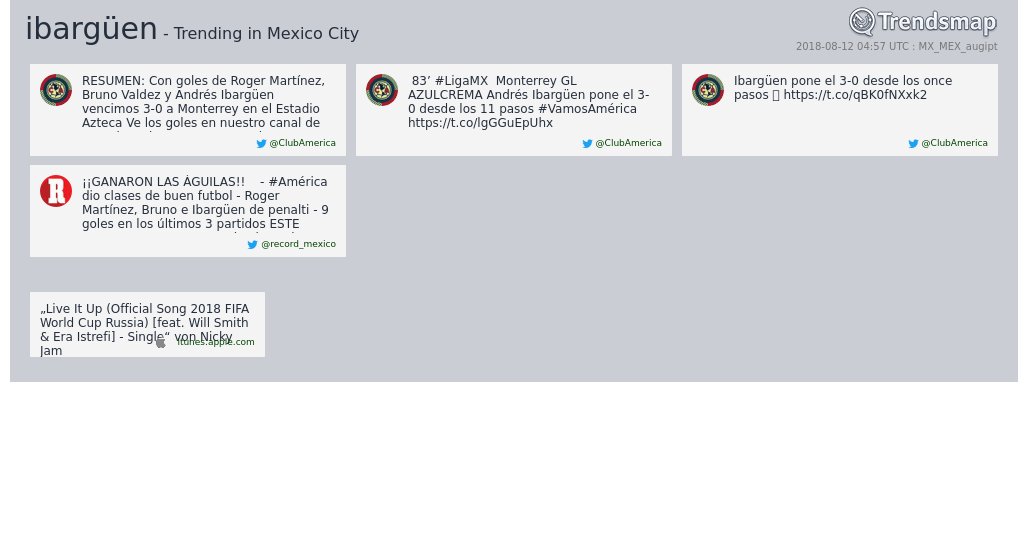 ibargüen - Trending in Mexico City
Trendsmap
2018-08-12 04:57 UTC : MX_MEX_augipt
RESUMEN: Con goles de Roger Martínez,
Bruno Valdez y Andrés Ibargüen
vencimos 3-0 a Monterrey en el Estadio
Azteca Ve los goles en nuestro canal de
@ClubAmerica
83’ #LigaMX Monterrey GL
AZULCREMA Andrés Ibargüen pone el 3-
0 desde los 11 pasos #VamosAmérica
https://t.co/lgGGuEpUhx
@ClubAmerica
Ibargüen pone el 3-0 desde los once
pasos https://t.co/qBK0fNXxk2
@ClubAmerica
R
¡¡GANARON LAS ÁGUILAS!! - #América
dio clases de buen futbol - Roger
Martínez, Bruno e Ibargüen de penalti - 9
goles en los últimos 3 partidos ESTE
@record_mexico
„Live It Up (Official Song 2018 FIFA
World Cup Russia) [feat. Will Smith
& Era Istrefi] - Single“ von Nicky
Jam
itunes.apple.com